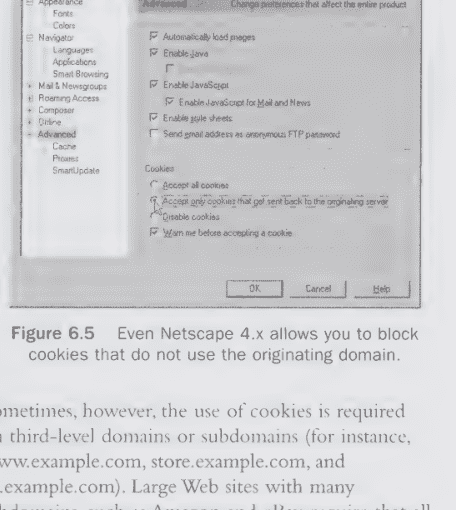 Appearance
Fonts
Colors
Navigator
Languages
Applications
Smart Browsing
Mail & Newsgroups
Roaming Access
Composer
Offline
Advanced
Cache
Proxies
SmartUpdate
Advanced Change preferences that affect the entire product
Automatically load images
Enable Java
Enable JavaScript
Enable JavaScript for Mail and News
Enable style sheets
Send email address as anonymous FTP password
Cookies
Accept all cookies
Accept only cookies that get sent back to the originating server
Disable cookies
Warn me before accepting a cookie
OK Cancel Help
Figure 6.5 Even Netscape 4.x allows you to block
cookies that do not use the originating domain.
ometimes, however, the use of cookies is required
third-level domains or subdomains (for instance,
ww.example.com, store.example.com, and
.example.com). Large Web sites with many